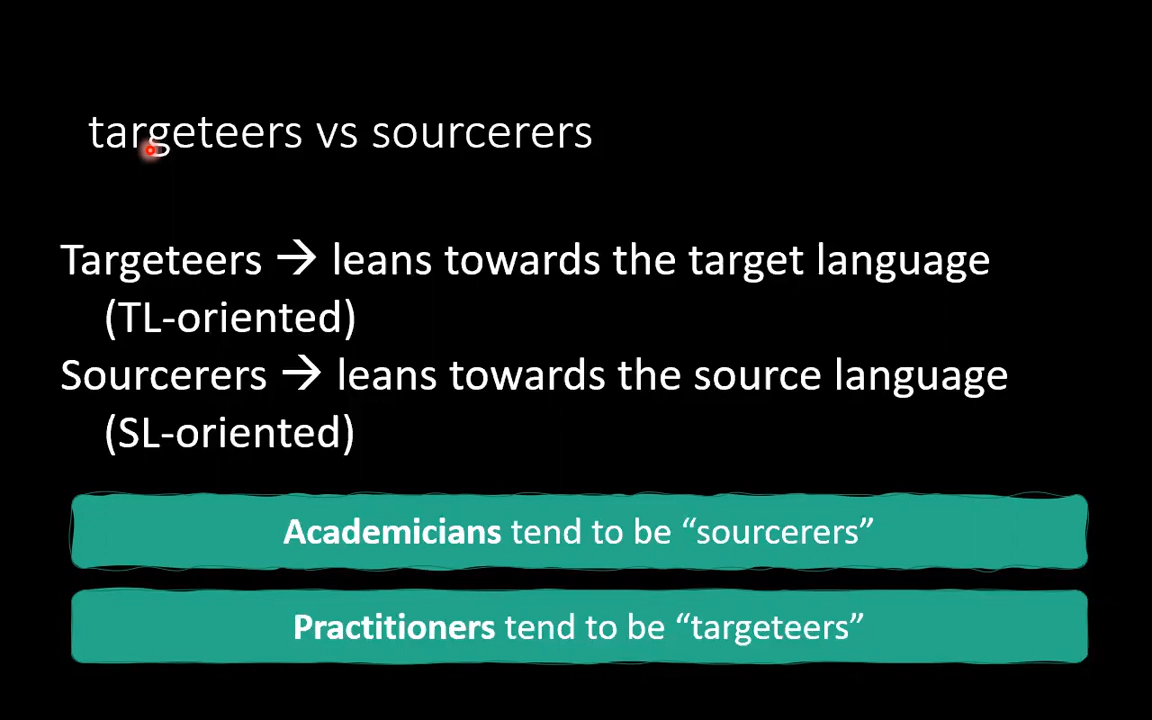 targeteers vs sourcerers
Targeteers → leans towards the target language
(TL-oriented)
Sourcerers → leans towards the source language
(SL-oriented)
Academicians tend to be “sourcerers”
Practitioners tend to be “targeteers”